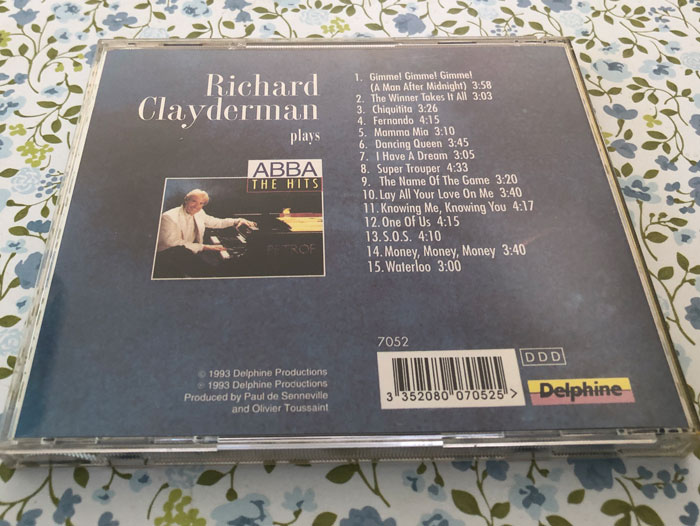 Richard
Clayderman
plays
ABBA
THE HITS
PETROF
1. Gimme! Gimme! Gimme!
(A Man After Midnight) 3:58
2. The Winner Takes It All 3:03
3. Chiquitita 3:26
4. Fernando 4:15
5. Mamma Mia 3:10
6. Dancing Queen 3:45
7. I Have A Dream 3:05
8. Super Trouper 4:33
9. The Name Of The Game 3:20
10. Lay All Your Love On Me 3:40
11. Knowing Me, Knowing You 4:17
12. One Of Us 4:15
13. S.O.S. 4:10
14. Money, Money, Money 3:40
15. Waterloo 3:00
7052
DDD
3 352080 070525 >
Delphine
© 1993 Delphine Productions
℗ 1993 Delphine Productions
Produced by Paul de Senneville
and Olivier Toussaint